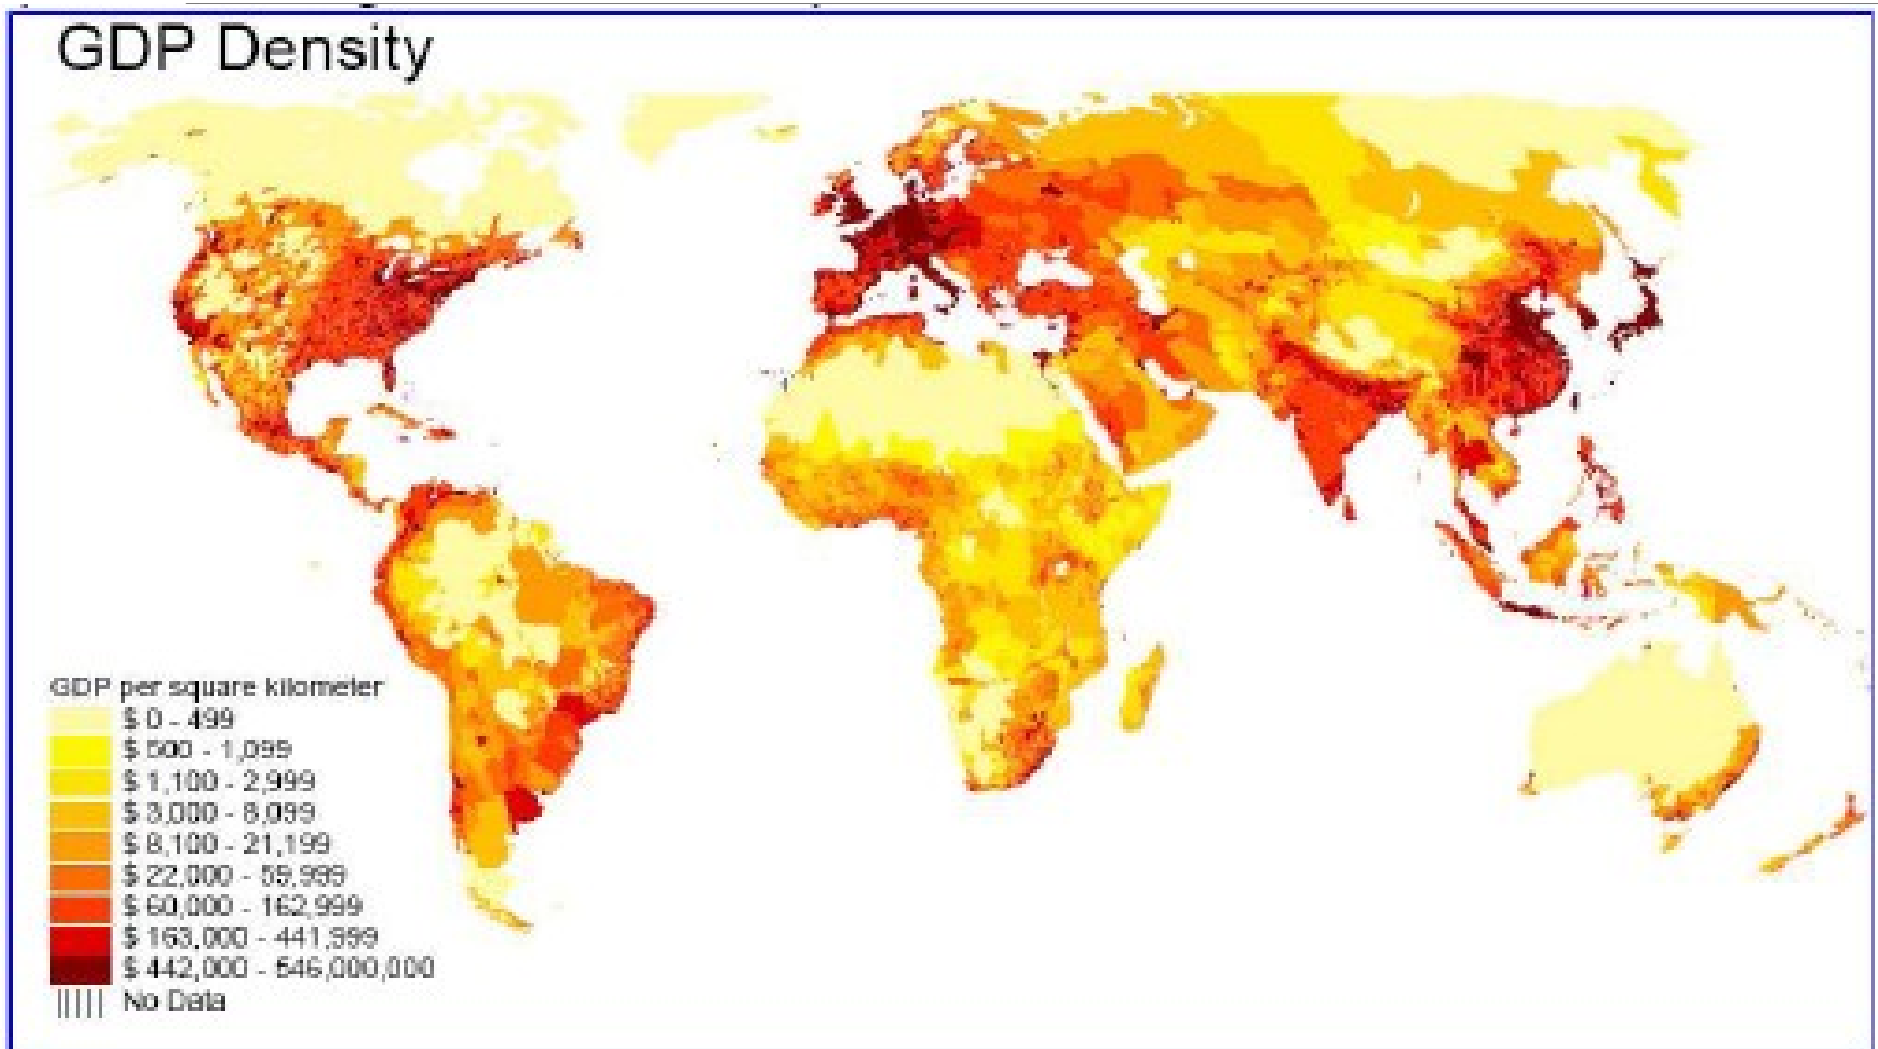 GDP Density
GDP per square kilometer
$ 0 - 499
$ 500 - 1,099
$ 1,100 - 2,999
$ 3,000 - 8,099
$ 8,100 - 21,199
$ 22,000 - 59,999
$ 60,000 - 162,999
$ 163,000 - 441,999
$ 442,000 - 546,000,000
No Data